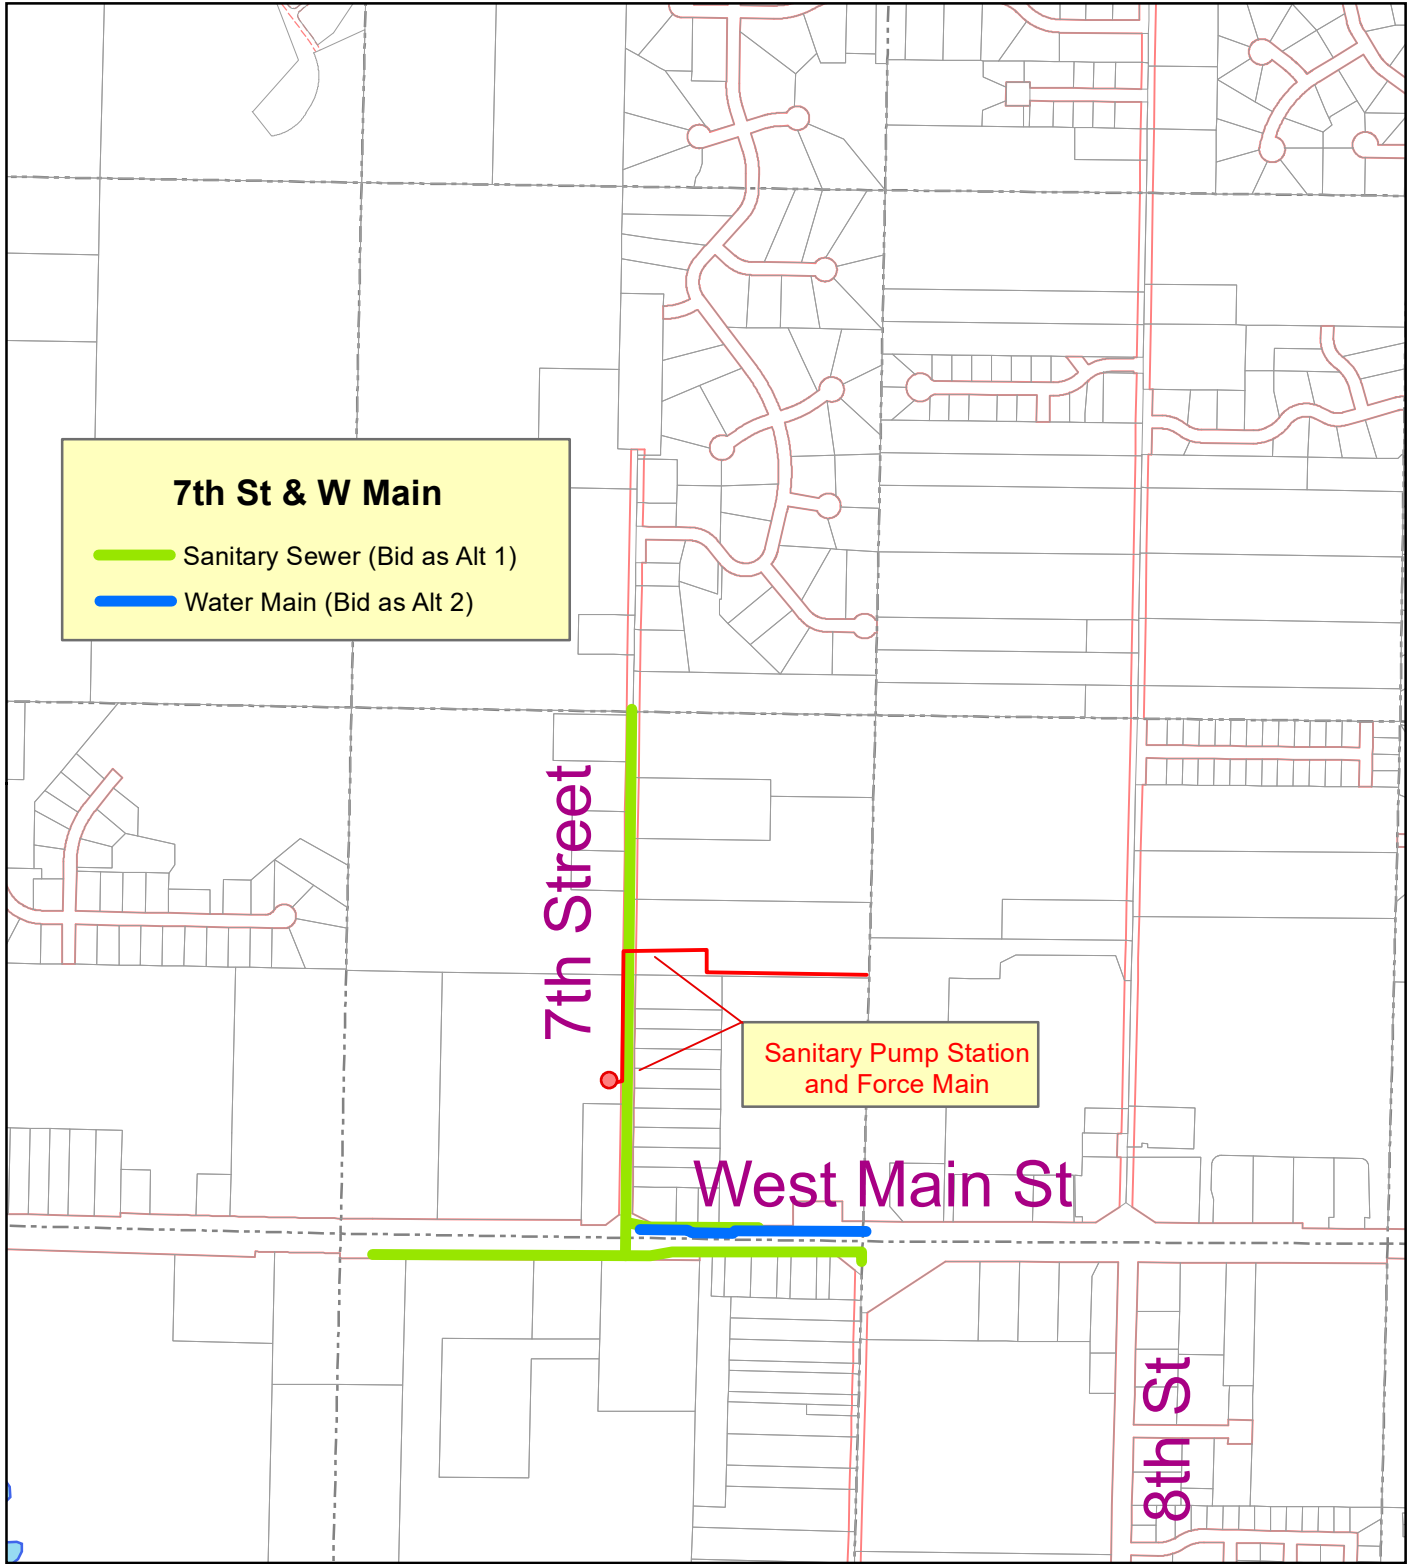 7th St & W Main
Sanitary Sewer (Bid as Alt 1)
Water Main (Bid as Alt 2)
7th Street
Sanitary Pump Station
and Force Main
West Main St
8th St